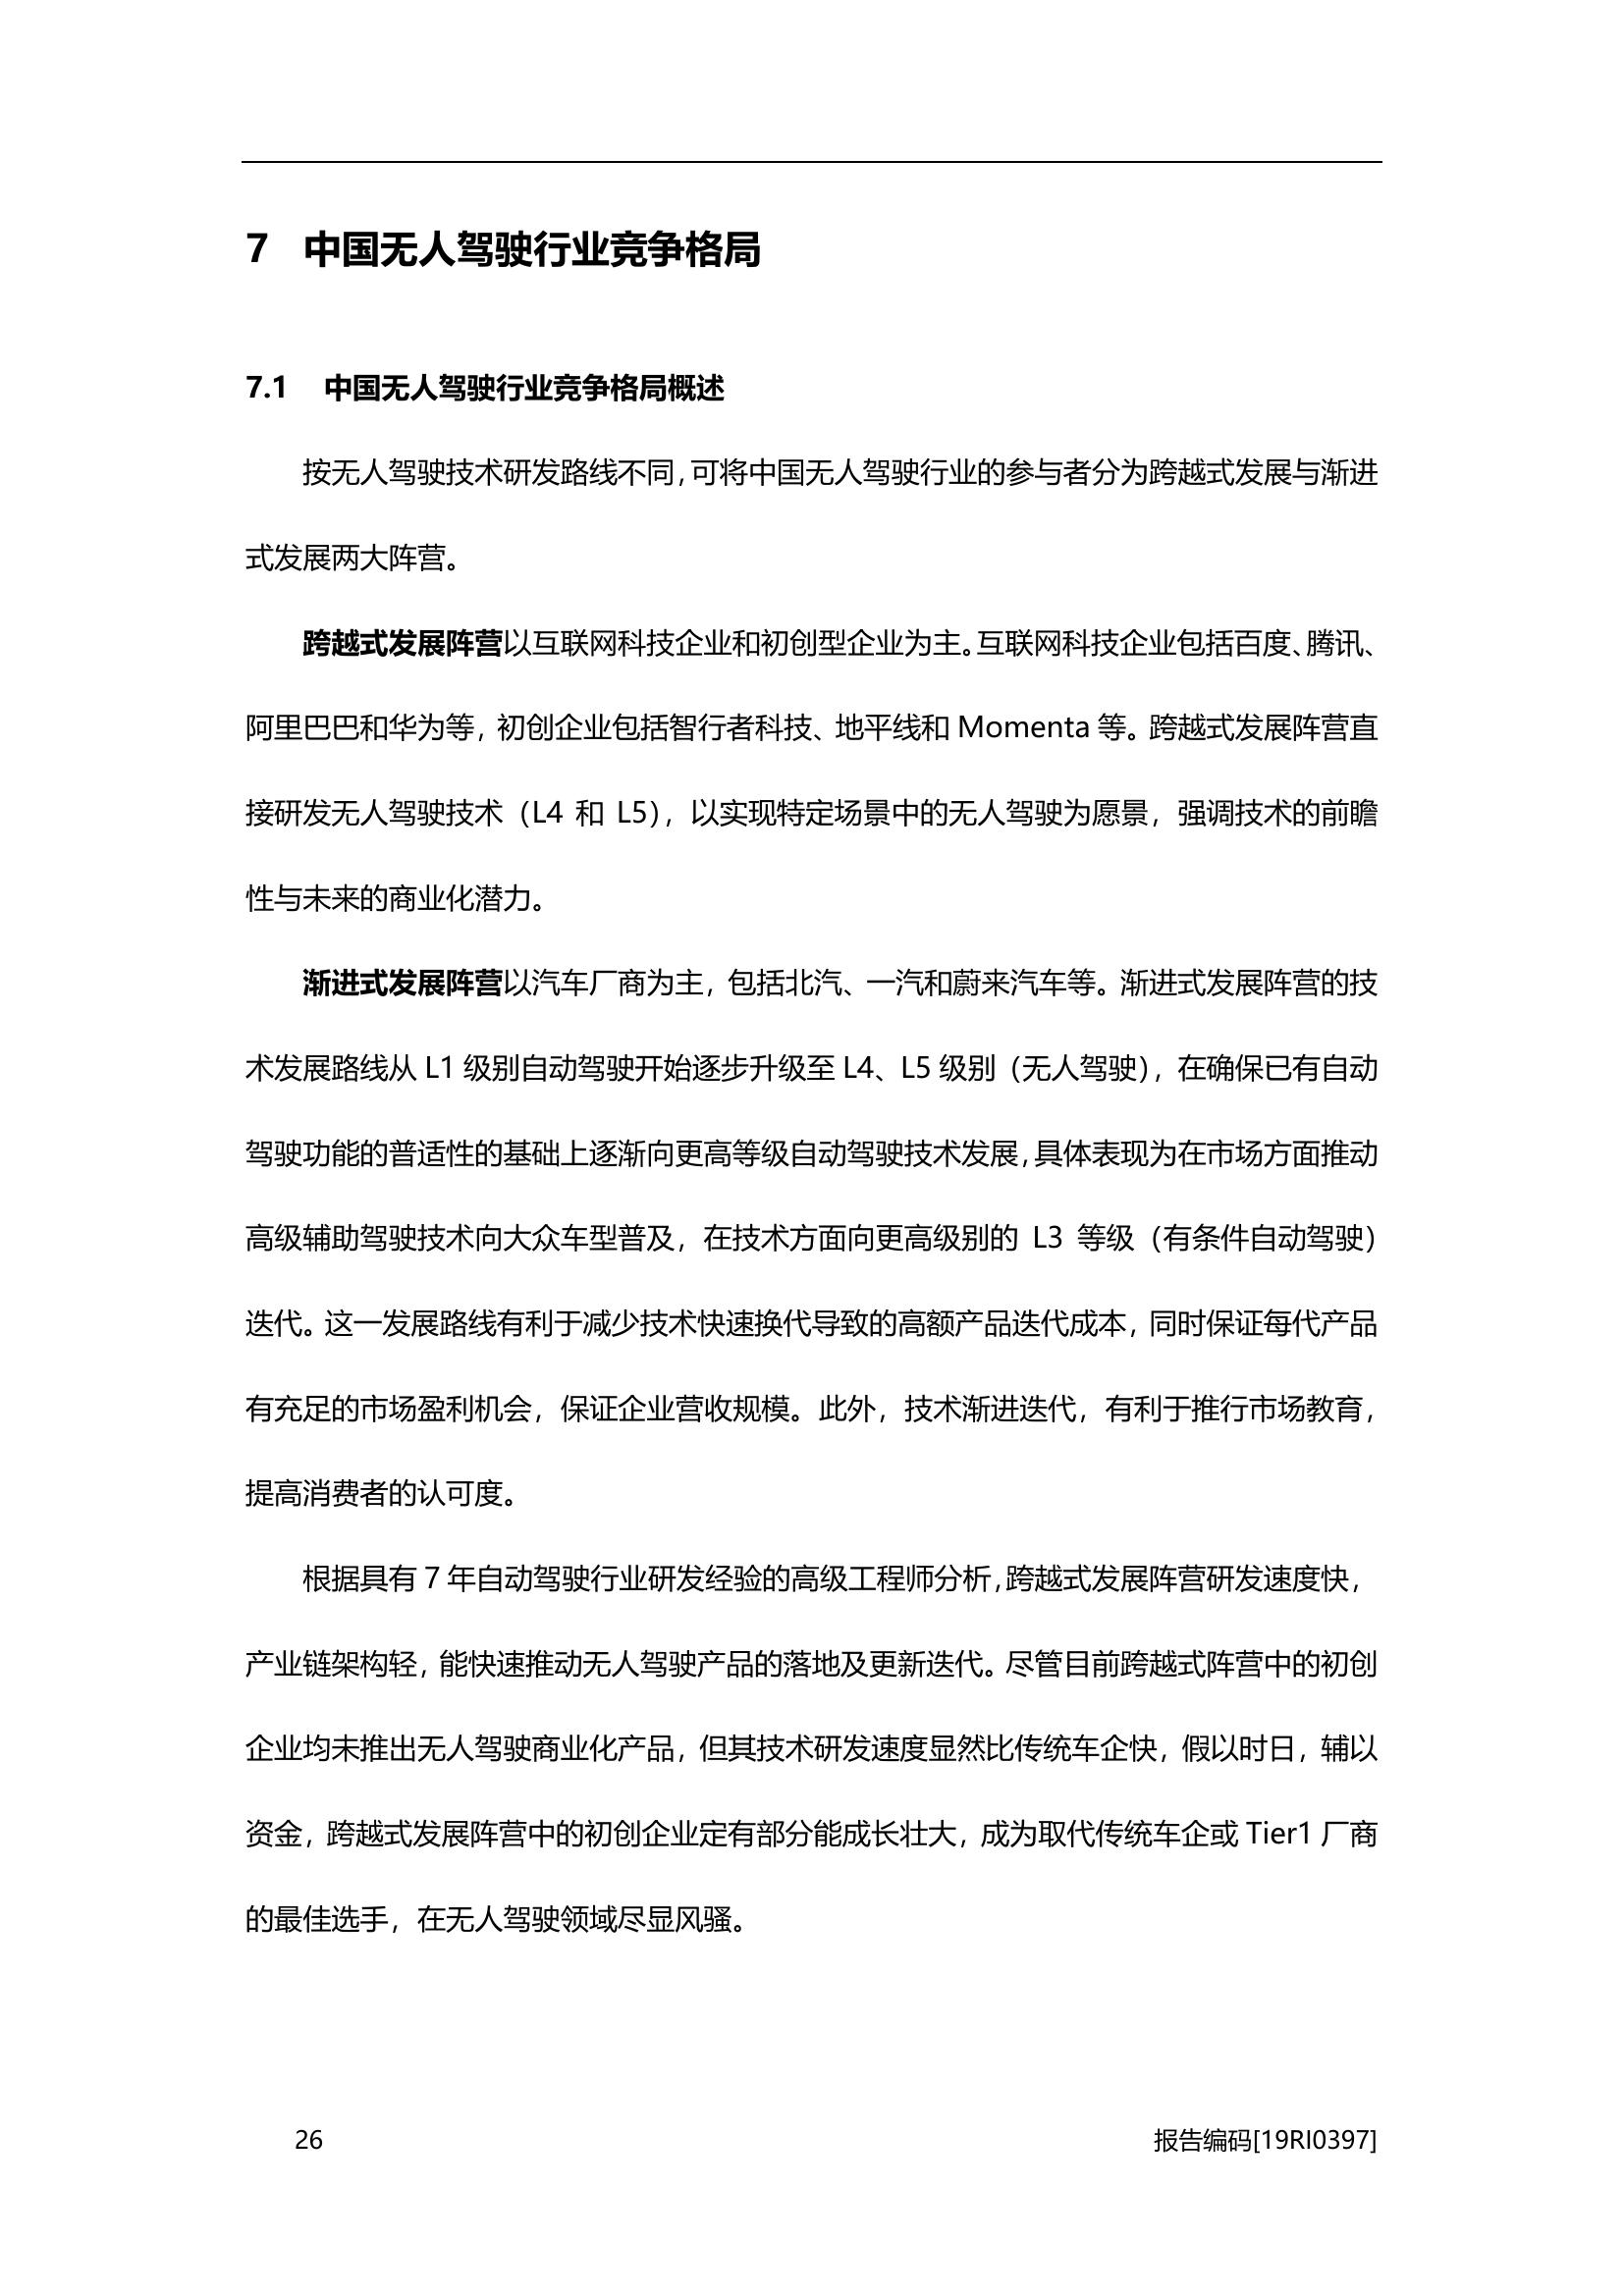 7 中国无人驾驶行业竞争格局
7.1 中国无人驾驶行业竞争格局概述
按无人驾驶技术研发路线不同，可将中国无人驾驶行业的参与者分为跨越式发展与渐进
式发展两大阵营。
跨越式发展阵营以互联网科技企业和初创型企业为主。互联网科技企业包括百度、腾讯、
阿里巴巴和华为等，初创企业包括智行者科技、地平线和 Momenta 等。跨越式发展阵营直
接研发无人驾驶技术（L4 和 L5），以实现特定场景中的无人驾驶为愿景，强调技术的前瞻
性与未来的商业化潜力。
渐进式发展阵营以汽车厂商为主，包括北汽、一汽和蔚来汽车等。渐进式发展阵营的技
术发展路线从 L1 级别自动驾驶开始逐步升级至 L4、L5 级别（无人驾驶），在确保已有自动
驾驶功能的普适性的基础上逐渐向更高等级自动驾驶技术发展，具体表现为在市场方面推动
高级辅助驾驶技术向大众车型普及，在技术方面向更高级别的 L3 等级（有条件自动驾驶）
迭代。这一发展路线有利于减少技术快速换代导致的高额产品迭代成本，同时保证每代产品
有充足的市场盈利机会，保证企业营收规模。此外，技术渐进迭代，有利于推行市场教育，
提高消费者的认可度。
根据具有 7 年自动驾驶行业研发经验的高级工程师分析，跨越式发展阵营研发速度快，
产业链架构轻，能快速推动无人驾驶产品的落地及更新迭代。尽管目前跨越式阵营中的初创
企业均未推出无人驾驶商业化产品，但其技术研发速度显然比传统车企快，假以时日，辅以
资金，跨越式发展阵营中的初创企业定有部分能成长壮大，成为取代传统车企或 Tier1 厂商
的最佳选手，在无人驾驶领域尽显风骚。
26 报告编码[19RI0397]